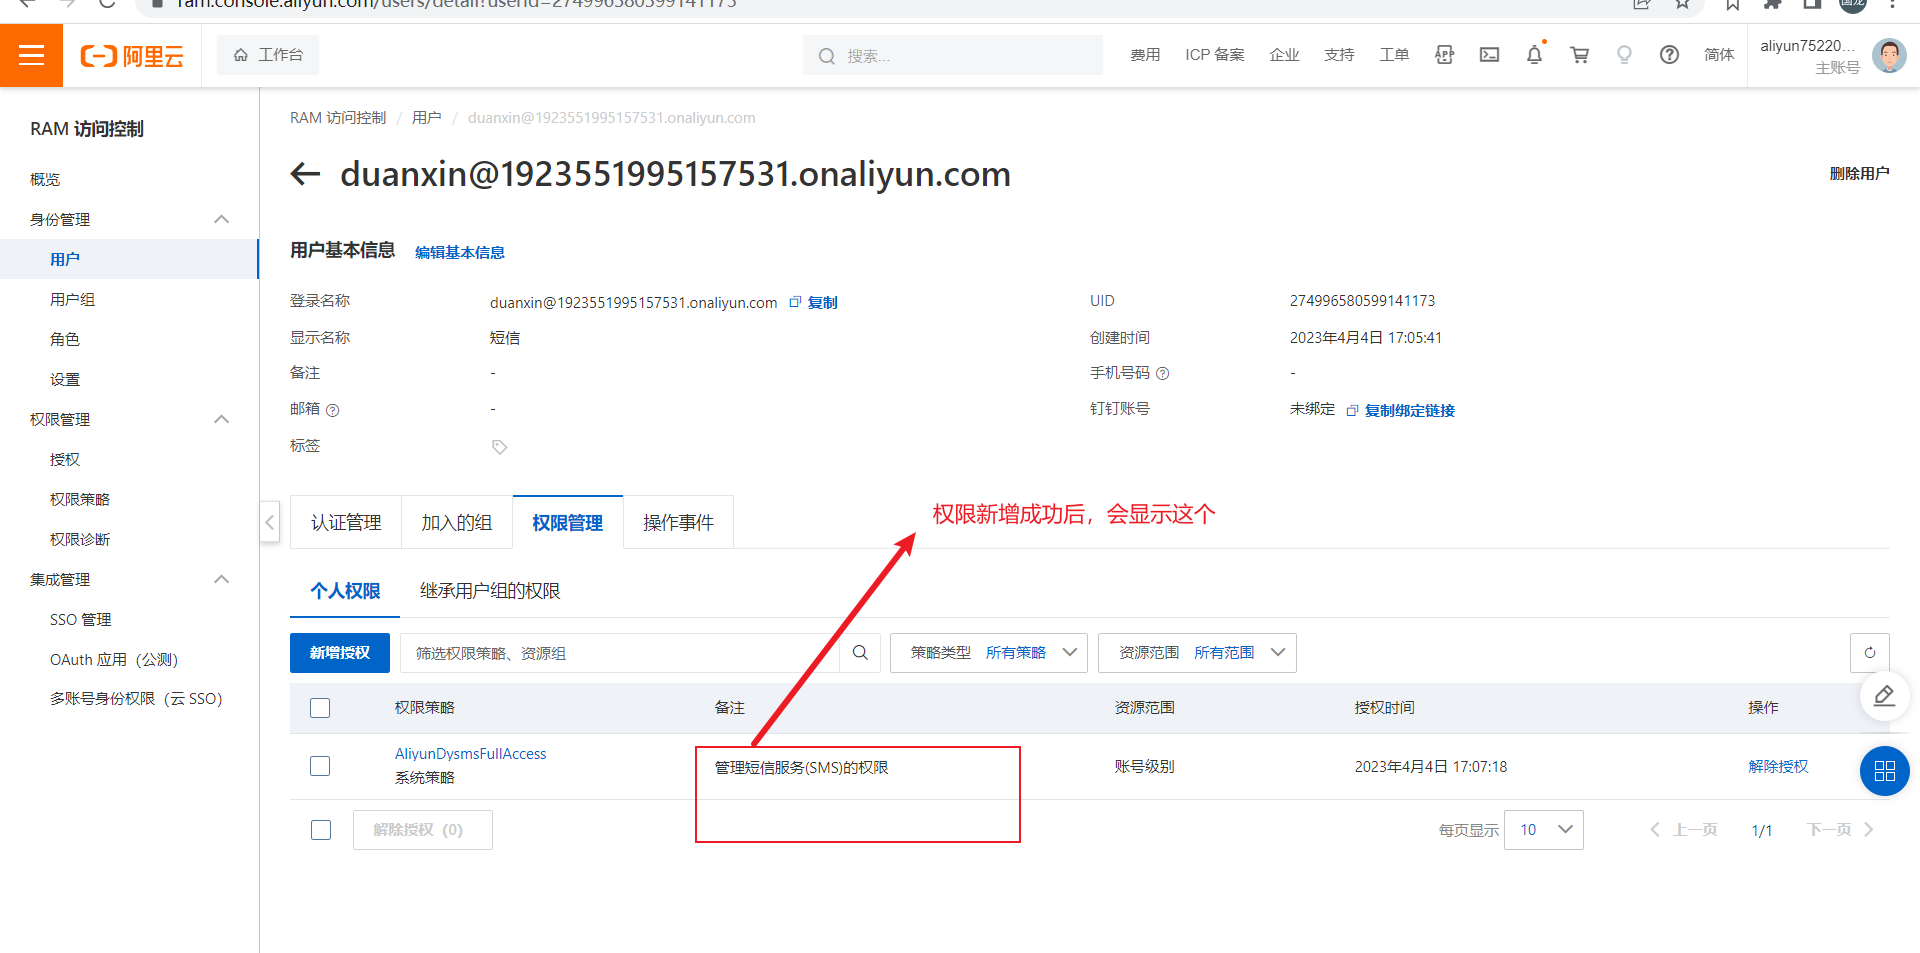 ram.console.aliyun.com/users/detail?userId=274996580599141173
国龙
阿里云
工作台
搜索...
费用
ICP 备案
企业
支持
工单
APP
简体
aliyun75220...
主账号
RAM 访问控制
概览
身份管理
用户
用户组
角色
设置
权限管理
授权
权限策略
权限诊断
集成管理
SSO 管理
OAuth 应用（公测）
多账号身份权限（云 SSO）
RAM 访问控制 / 用户 / duanxin@1923551995157531.onaliyun.com
duanxin@1923551995157531.onaliyun.com
删除用户
用户基本信息 编辑基本信息
登录名称 duanxin@1923551995157531.onaliyun.com 复制
UID 274996580599141173
显示名称 短信
创建时间 2023年4月4日 17:05:41
备注 -
手机号码 -
邮箱 -
钉钉账号 未绑定 复制绑定链接
标签
认证管理 加入的组 权限管理 操作事件
权限新增成功后，会显示这个
个人权限 继承用户组的权限
新增授权 筛选权限策略、资源组 策略类型 所有策略 资源范围 所有范围
权限策略 备注 资源范围 授权时间 操作
AliyunDysmsFullAccess
系统策略
管理短信服务(SMS)的权限 账号级别 2023年4月4日 17:07:18 解除授权
解除授权（0） 每页显示 10 上一页 1/1 下一页